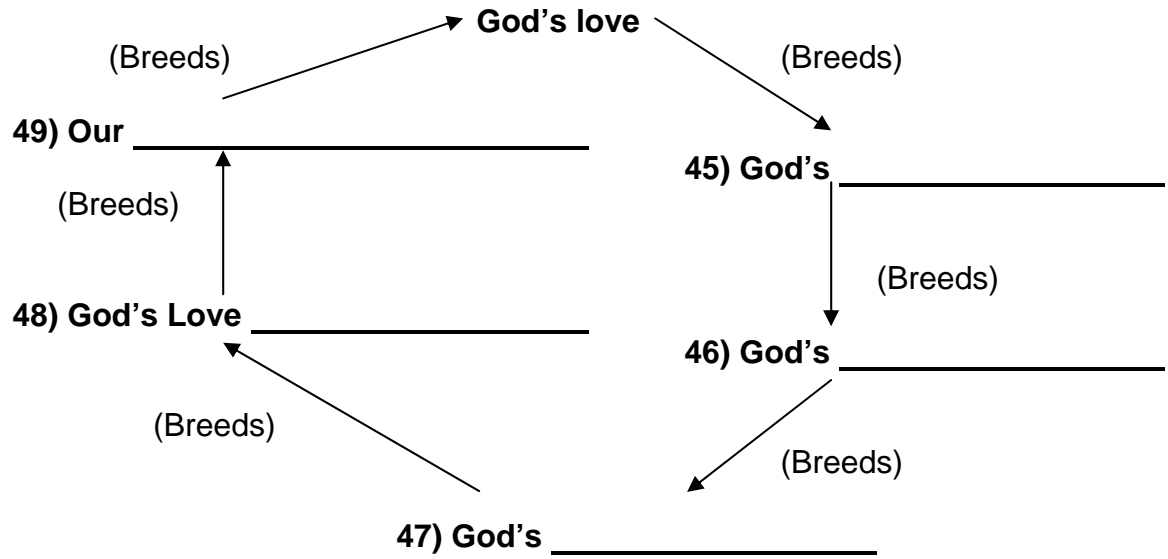 God’s love
(Breeds)
(Breeds)
49) Our
45) God’s
(Breeds)
(Breeds)
48) God’s Love
46) God’s
(Breeds)
(Breeds)
47) God’s